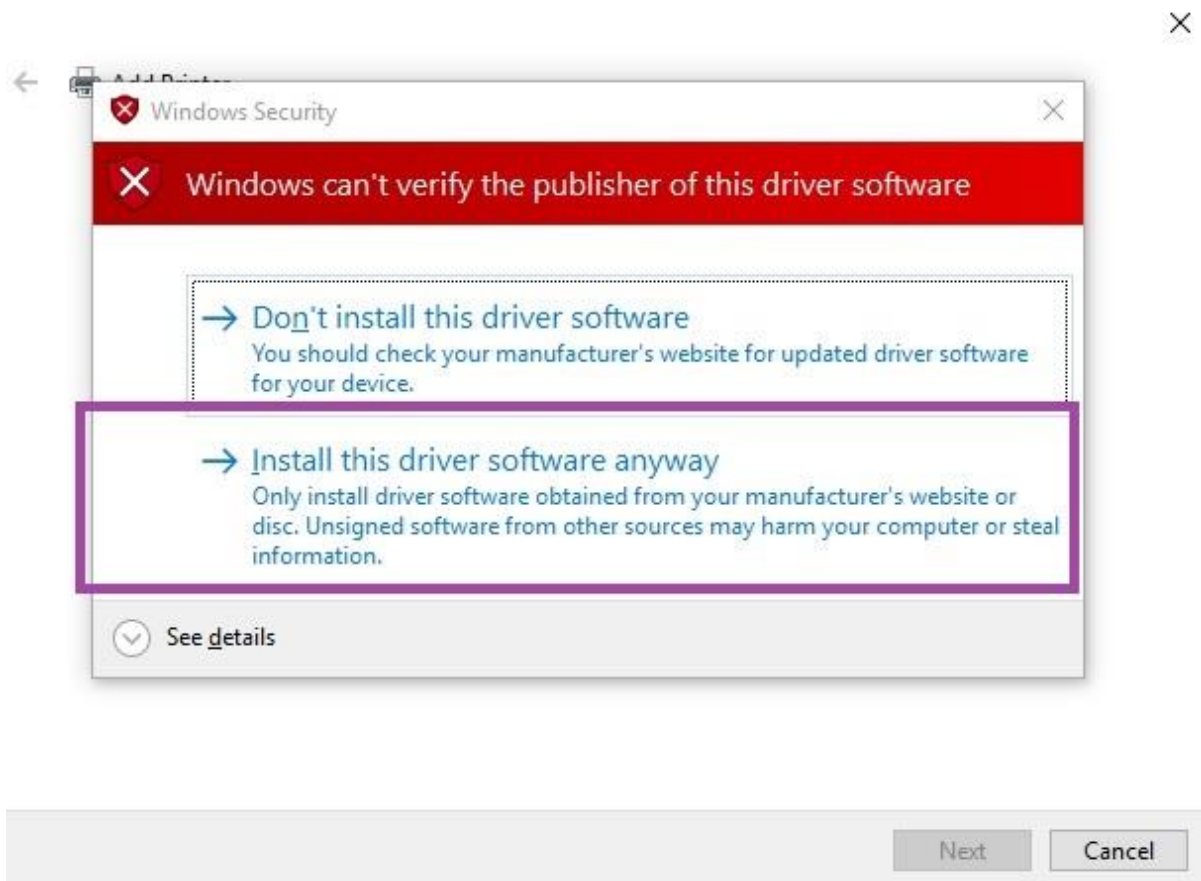 Add Printer
Windows Security
Windows can't verify the publisher of this driver software
Don't install this driver software
You should check your manufacturer's website for updated driver software
for your device.
Install this driver software anyway
Only install driver software obtained from your manufacturer's website or
disc. Unsigned software from other sources may harm your computer or steal
information.
See details
Next
Cancel